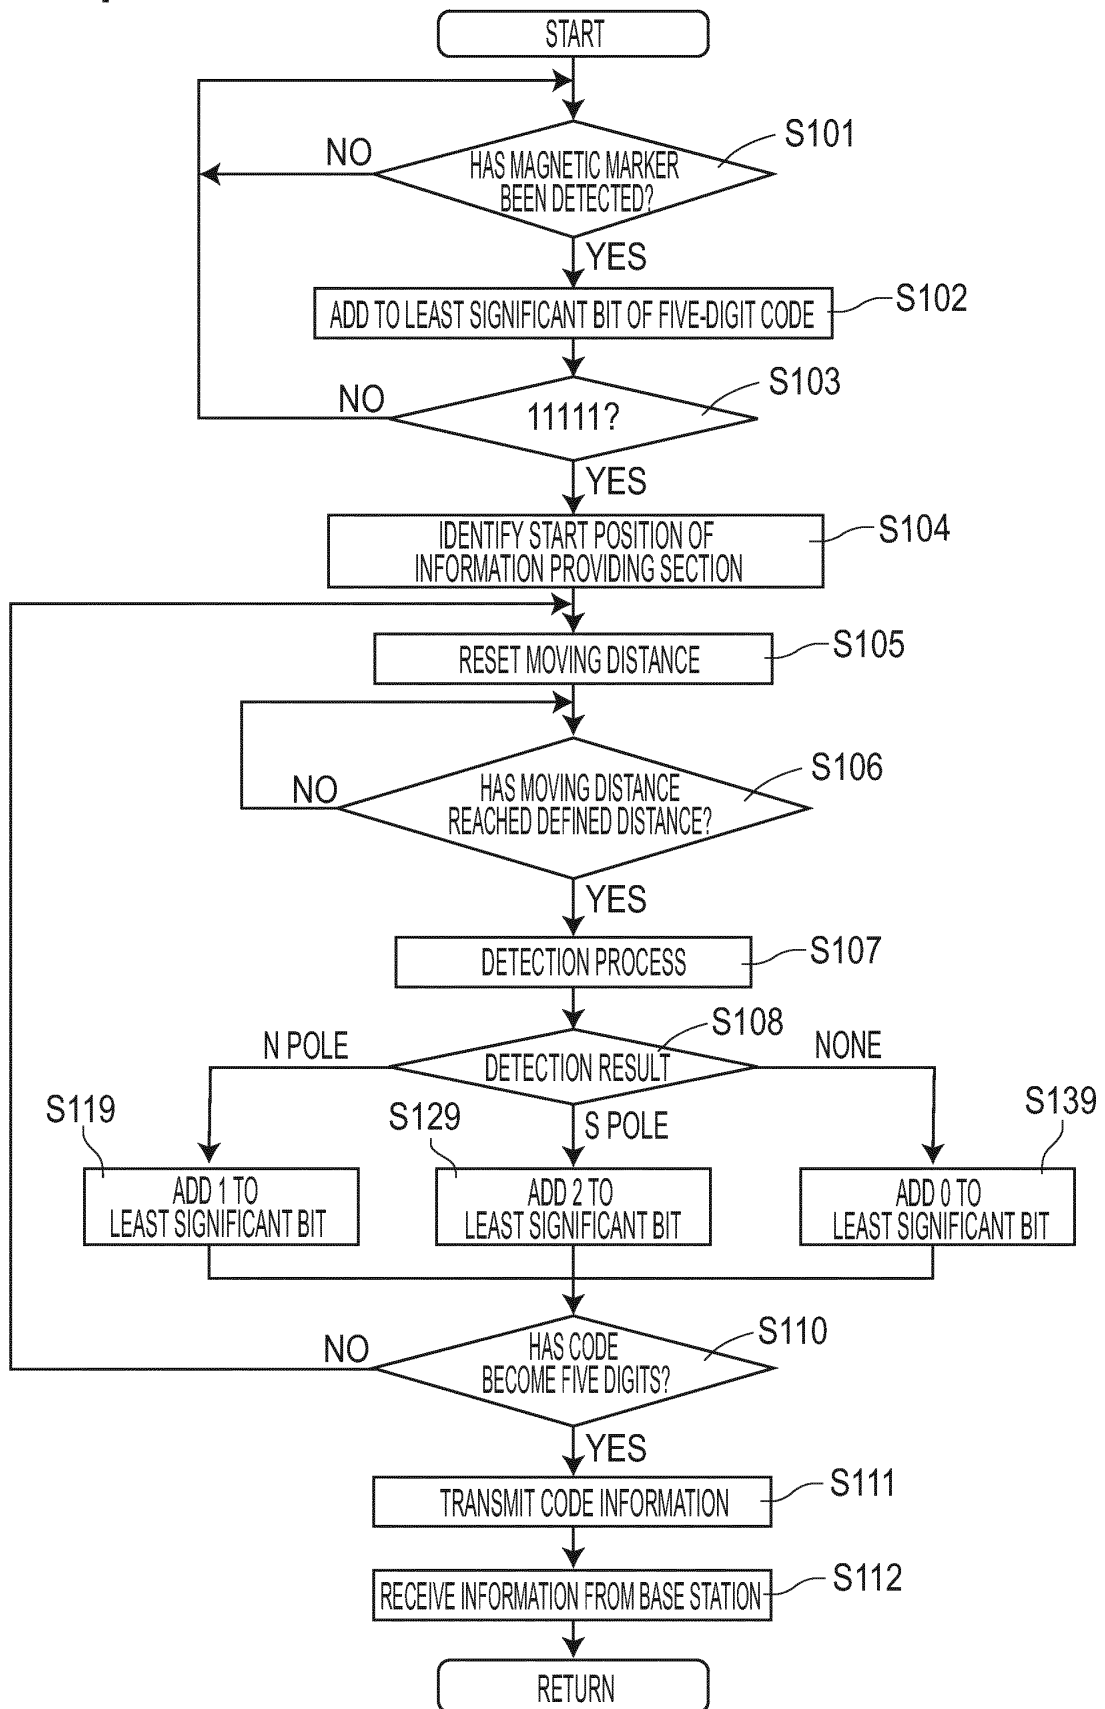 START
S101
NO
HAS MAGNETIC MARKER
BEEN DETECTED?
YES
S102
ADD TO LEAST SIGNIFICANT BIT OF FIVE-DIGIT CODE
S103
NO
11111?
YES
S104
IDENTIFY START POSITION OF
INFORMATION PROVIDING SECTION
S105
RESET MOVING DISTANCE
S106
NO
HAS MOVING DISTANCE
REACHED DEFINED DISTANCE?
YES
S107
DETECTION PROCESS
S108
N POLE
DETECTION RESULT
NONE
S119
S129
S POLE
S139
ADD 1 TO
LEAST SIGNIFICANT BIT
ADD 2 TO
LEAST SIGNIFICANT BIT
ADD 0 TO
LEAST SIGNIFICANT BIT
S110
NO
HAS CODE
BECOME FIVE DIGITS?
YES
S111
TRANSMIT CODE INFORMATION
S112
RECEIVE INFORMATION FROM BASE STATION
RETURN